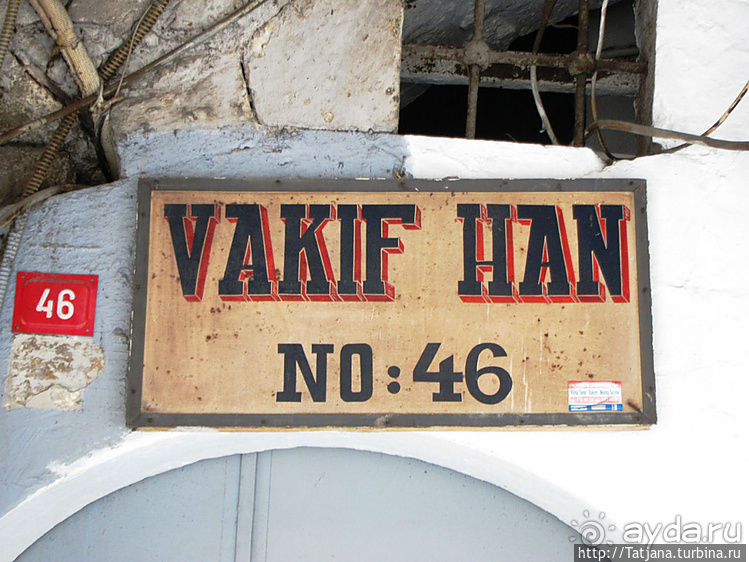 VAKIF HAN
NO: 46
46
ayda.ru
http://Tatjana.turbina.ru